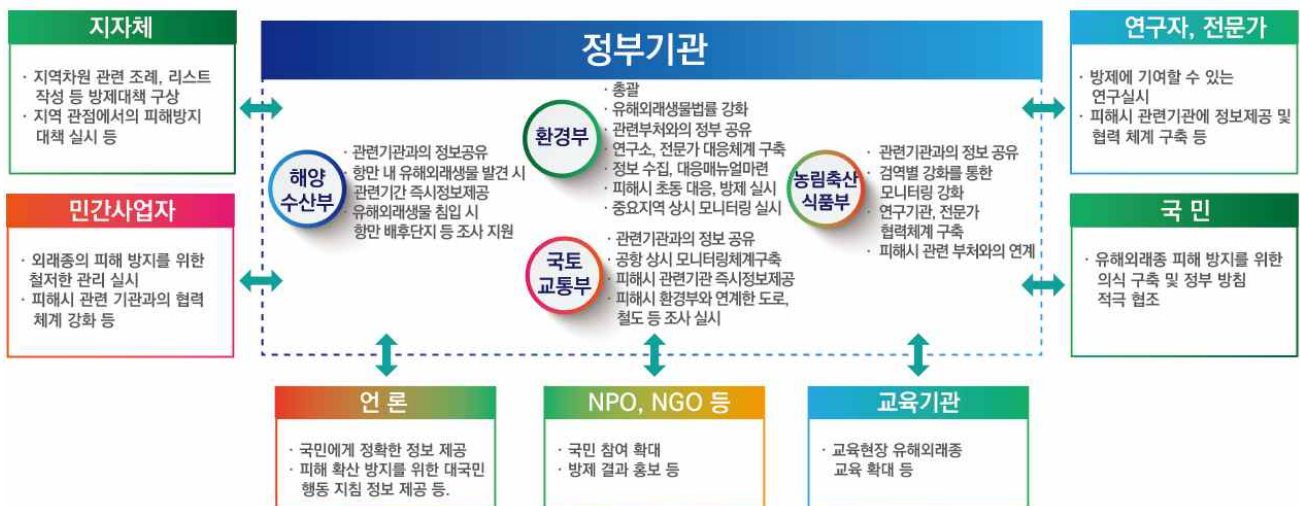 지자체
· 지역차원 관련 조례, 리스트
작성 등 방제대책 구상
· 지역 관점에서의 피해방지
대책 실시 등
민간사업자
· 외래종의 피해 방지를 위한
철저한 관리 실시
· 피해시 관련 기관과의 협력
체계 강화 등
정부기관
해양
수산부
· 관련기관과의 정보공유
· 항만 내 유해외래생물 발견 시
관련기간 즉시정보제공
· 유해외래생물 침입 시
항만 배후단지 등 조사 지원
환경부
· 총괄
· 유해외래생물법률 강화
· 관련부처와의 정부 공유
· 연구소, 전문가 대응체계 구축
· 정보 수집, 대응매뉴얼마련
· 피해시 초동 대응, 방제 실시
· 중요지역 상시 모니터링 실시
국토
교통부
· 관련기관과의 정보 공유
· 공항 상시 모니터링체계구축
· 피해시 관련기관 즉시정보제공
· 피해시 환경부와 연계한 도로,
철도 등 조사 실시
농림축산
식품부
· 관련기관과의 정보 공유
· 검역별 강화를 통한
모니터링 강화
· 연구기관, 전문가
협력체계 구축
· 피해시 관련 부처와의 연계
연구자, 전문가
· 방제에 기여할 수 있는
연구실시
· 피해시 관련기관에 정보제공 및
협력 체계 구축 등
국 민
· 유해외래종 피해 방지를 위한
의식 구축 및 정부 방침
적극 협조
언 론
· 국민에게 정확한 정보 제공
· 피해 확산 방지를 위한 대국민
행동 지침 정보 제공 등.
NPO, NGO 등
· 국민 참여 확대
· 방제 결과 홍보 등
교육기관
· 교육현장 유해외래종
교육 확대 등